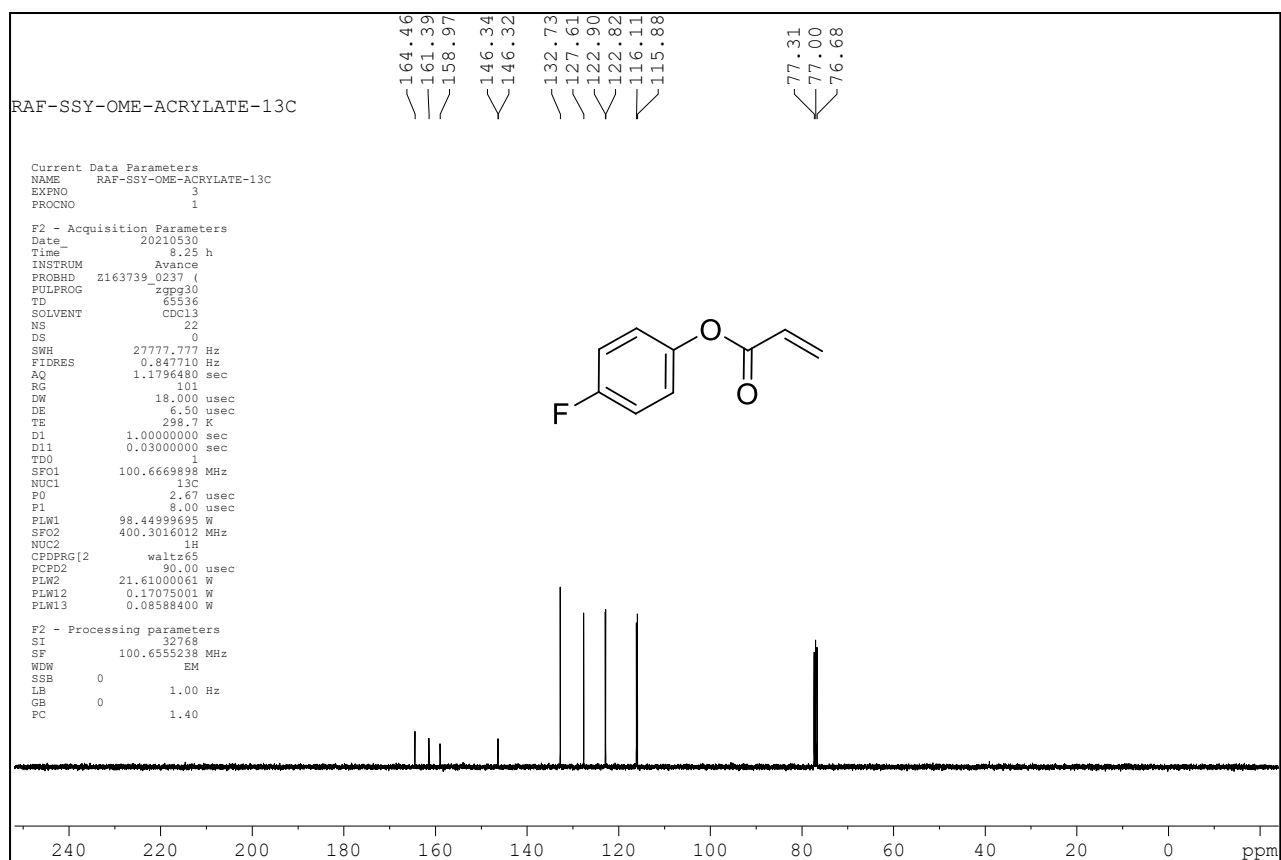 164.46
161.39
158.97
146.34
146.32
132.73
127.61
122.90
122.82
116.11
115.88
77.31
77.00
76.68
RAF-SSY-OME-ACRYLATE-13C
Current Data Parameters
NAME RAF-SSY-OME-ACRYLATE-13C
EXPNO 3
PROCNO 1
F2 - Acquisition Parameters
Date_ 20210530
Time 8.25 h
INSTRUM Avance
PROBHD Z163739_0237 (
PULPROG zgpg30
TD 65536
SOLVENT CDCl3
NS 22
DS 0
SWH 27777.777 Hz
FIDRES 0.847710 Hz
AQ 1.1796480 sec
RG 101
DW 18.000 usec
DE 6.50 usec
TE 298.7 K
D1 1.00000000 sec
D11 0.03000000 sec
TD0 1
SFO1 100.6669898 MHz
NUC1 13C
P0 2.67 usec
P1 8.00 usec
PLW1 98.44999695 W
SFO2 400.3016012 MHz
NUC2 1H
CPDPRG[2 waltz65
PCPD2 90.00 usec
PLW2 21.61000061 W
PLW12 0.17075001 W
PLW13 0.08588400 W
F2 - Processing parameters
SI 32768
SF 100.6555238 MHz
WDW EM
SSB 0
LB 1.00 Hz
GB 0
PC 1.40
O
O
F
240 220 200 180 160 140 120 100 80 60 40 20 0 ppm